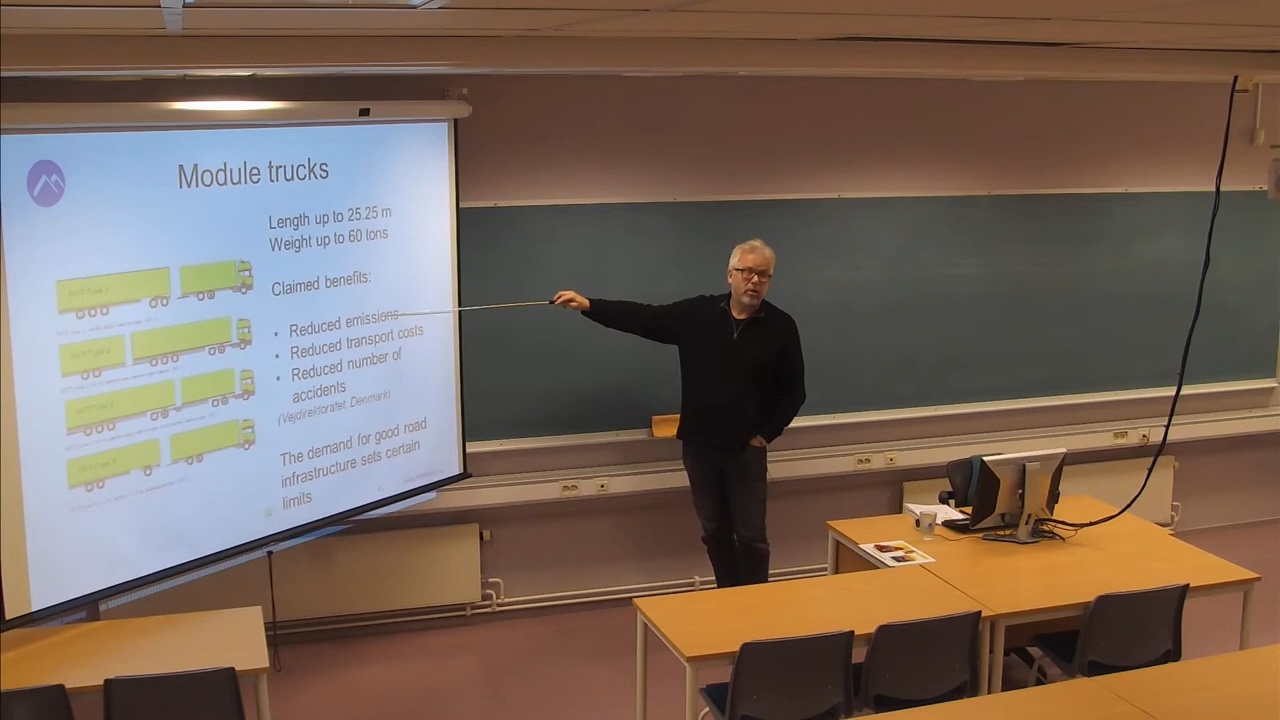 Module trucks
Length up to 25.25 m
Weight up to 60 tons
Claimed benefits:
• Reduced emissions
• Reduced transport costs
• Reduced number of
accidents
(Vejdirektoratet, Denmark)
The demand for good road
infrastructure sets certain
limits